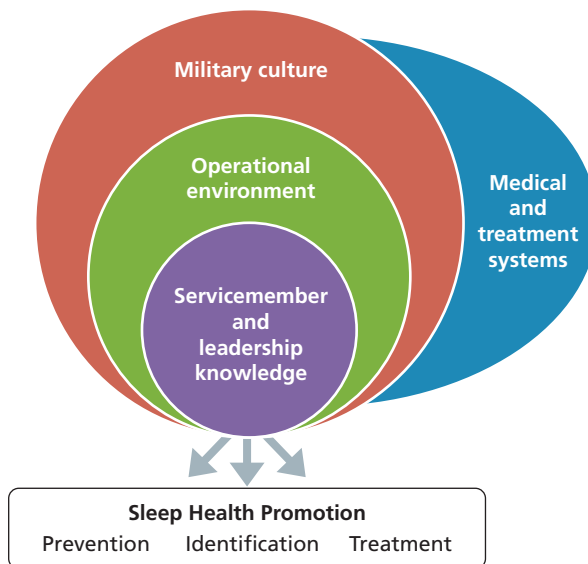 Military culture
Operational
environment
Medical
and
treatment
systems
Servicemember
and
leadership
knowledge
Sleep Health Promotion
Prevention Identification Treatment